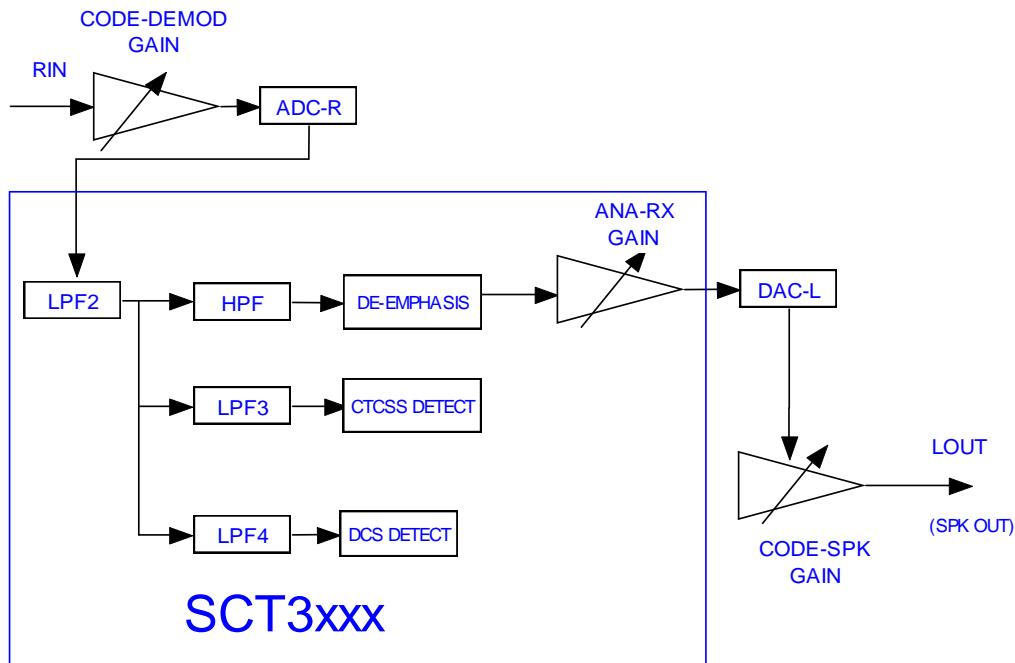 CODE-DEMOD
GAIN
RIN
ADC-R
ANA-RX
GAIN
LPF2
HPF
DE-EMPHASIS
DAC-L
LPF3
CTCSS DETECT
LOUT
LPF4
DCS DETECT
(SPK OUT)
CODE-SPK
GAIN
SCT3xxx